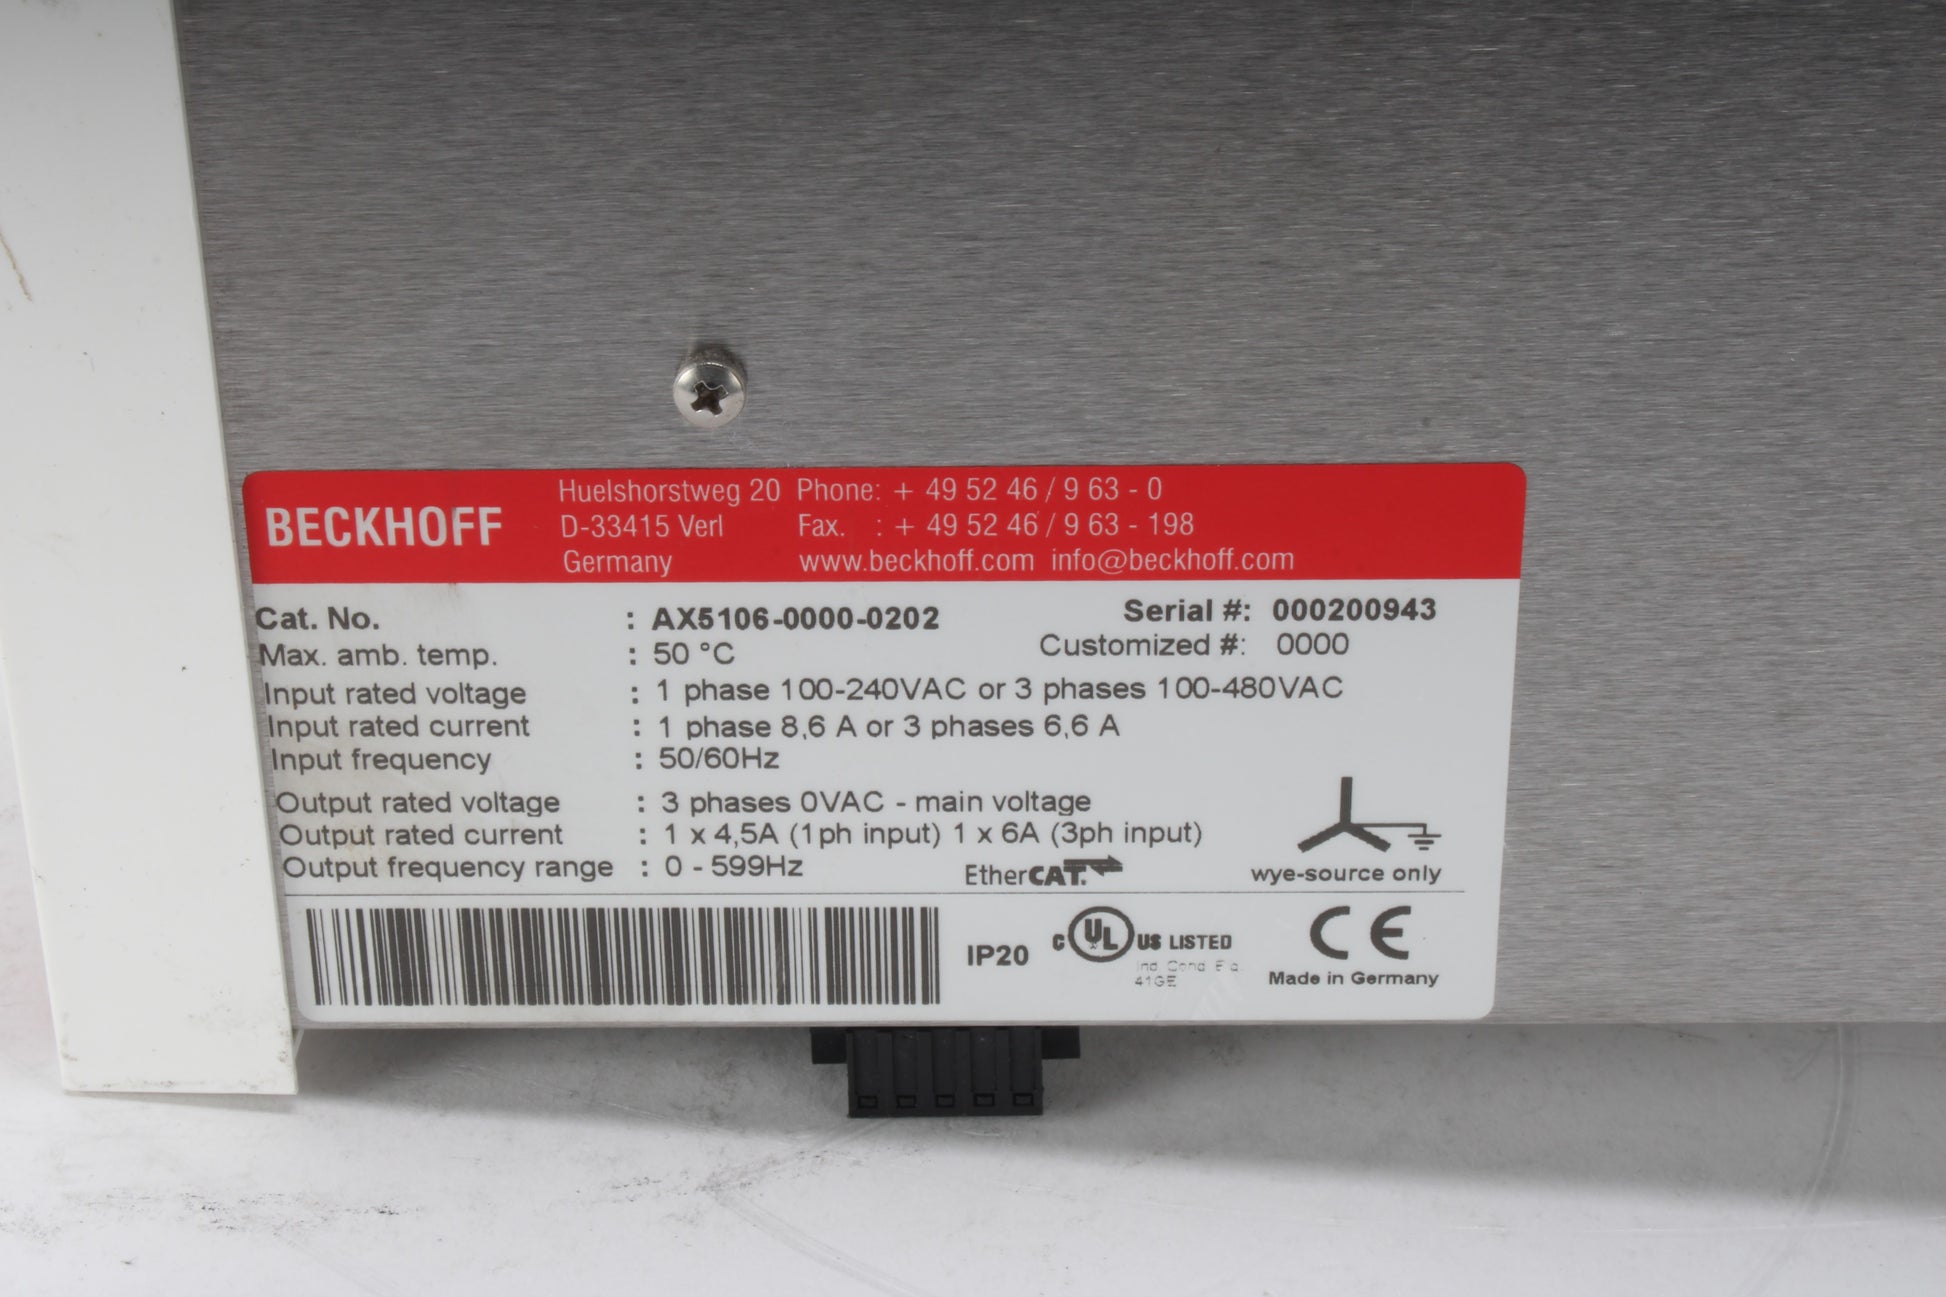 BECKHOFF
Huelshorstweg 20 Phone: + 49 52 46 / 9 63 - 0
D-33415 Verl Fax. : + 49 52 46 / 9 63 - 198
Germany www.beckhoff.com info@beckhoff.com
Cat. No. : AX5106-0000-0202 Serial #: 000200943
Max. amb. temp. : 50 °C Customized #: 0000
Input rated voltage : 1 phase 100-240VAC or 3 phases 100-480VAC
Input rated current : 1 phase 8,6 A or 3 phases 6,6 A
Input frequency : 50/60Hz
Output rated voltage : 3 phases 0VAC - main voltage
Output rated current : 1 x 4,5A (1ph input) 1 x 6A (3ph input)
Output frequency range : 0 - 599Hz
EtherCAT. wye-source only
IP20 c UL US LISTED CE
Ind. Cond. Eq.
41GE Made in Germany